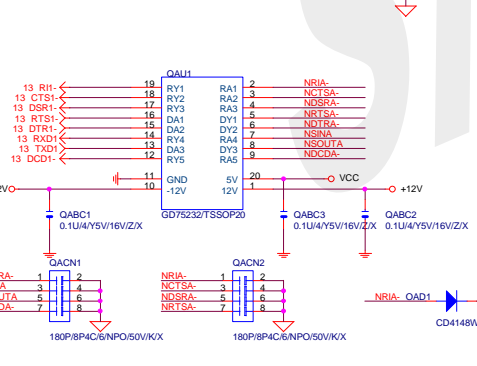 QAU1
13 RI1- 19 RY1 RA1 2 NRIA-
13 CTS1- 18 RY2 RA2 3 NCTSA-
13 DSR1- 17 RY3 RA3 4 NDSRA-
13 RTS1- 16 DA1 DY1 5 NRTSA-
13 DTR1- 15 DA2 DY2 6 NDTRA-
13 RXD1 14 RY4 RA4 7 NSINA
13 TXD1 13 DA3 DY3 8 NSOUTA
13 DCD1- 12 RY5 RA5 9 NDCDA-
11 GND 5V 20 VCC
10 -12V 12V 1 +12V
GD75232/TSSOP20
QABC1 QABC3 QABC2
0.1U/4/Y5V/16V/Z/X 0.1U/4/Y5V/16V/Z/X 0.1U/4/Y5V/16V/Z/X
QACN1 QACN2
RA- 1 2 NRIA- 1 2
A 3 4 NCTSA- 3 4
UTA 5 6 NDSRA- 5 6
DA- 7 8 NRTSA- 7 8
NRIA- OAD1
CD4148W
180P/8P4C/6/NPO/50V/K/X 180P/8P4C/6/NPO/50V/K/X